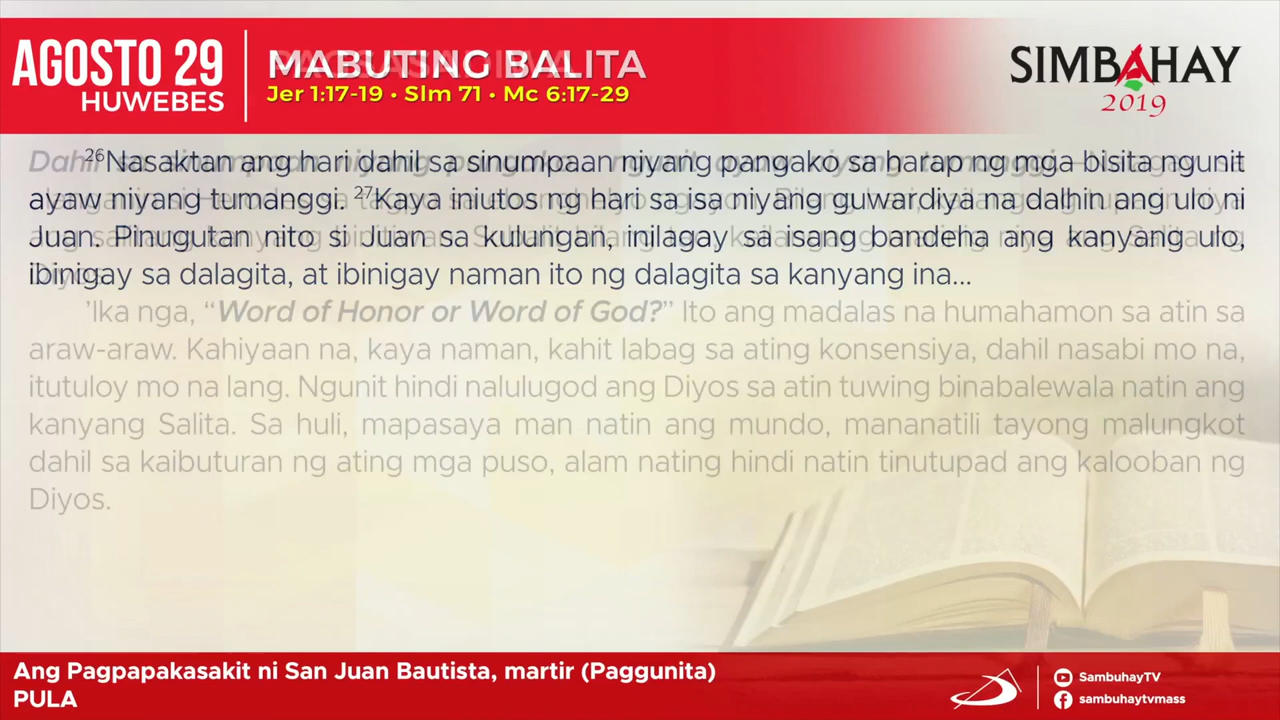 AGOSTO 29
HUWEBES
MABUTING BALITA
Jer 1:17-19 • Slm 71 • Mc 6:17-29
SIMBAHAY
2019
26Nasaktan ang hari dahil sa sinumpaan niyang pangako sa harap ng mga bisita ngunit
ayaw niyang tumanggi. 27Kaya iniutos ng hari sa isa niyang guwardiya na dalhin ang ulo ni
Juan. Pinugutan nito si Juan sa kulungan, inilagay sa isang bandeha ang kanyang ulo,
ibinigay sa dalagita, at ibinigay naman ito ng dalagita sa kanyang ina...
'Ika nga, “Word of Honor or Word of God?” Ito ang madalas na humahamon sa atin sa
araw-araw. Kahiyaan na, kaya naman, kahit labag sa ating konsensiya, dahil nasabi mo na,
itutuloy mo na lang. Ngunit hindi nalulugod ang Diyos sa atin tuwing binabalewala natin ang
kanyang Salita. Sa huli, mapasaya man natin ang mundo, mananatili tayong malungkot
dahil sa kaibuturan ng ating mga puso, alam nating hindi natin tinutupad ang kalooban ng
Diyos.
Ang Pagpapakasakit ni San Juan Bautista, martir (Paggunita)
PULA
SambuhayTV
sambuhaytvmass